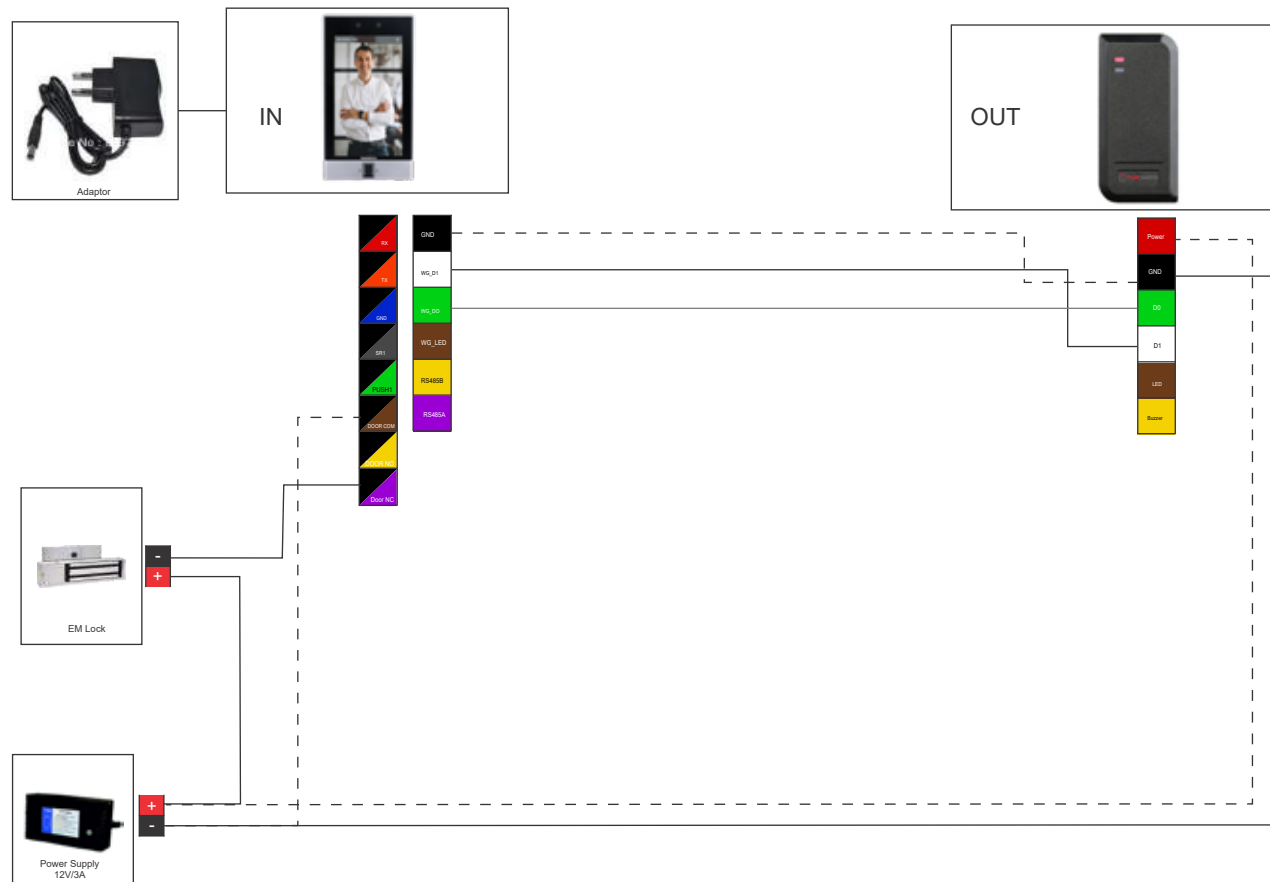 IN
OUT
Adaptor
RX
TX
GND
SR1
PUSH1
DOOR COM
DOOR NO
Door NC
GND
WG_D1
WG_DO
WG_LED
RS485B
RS485A
Power
GND
D0
D1
LED
Buzzer
-
+
EM Lock
+
-
Power Supply
12V/3A